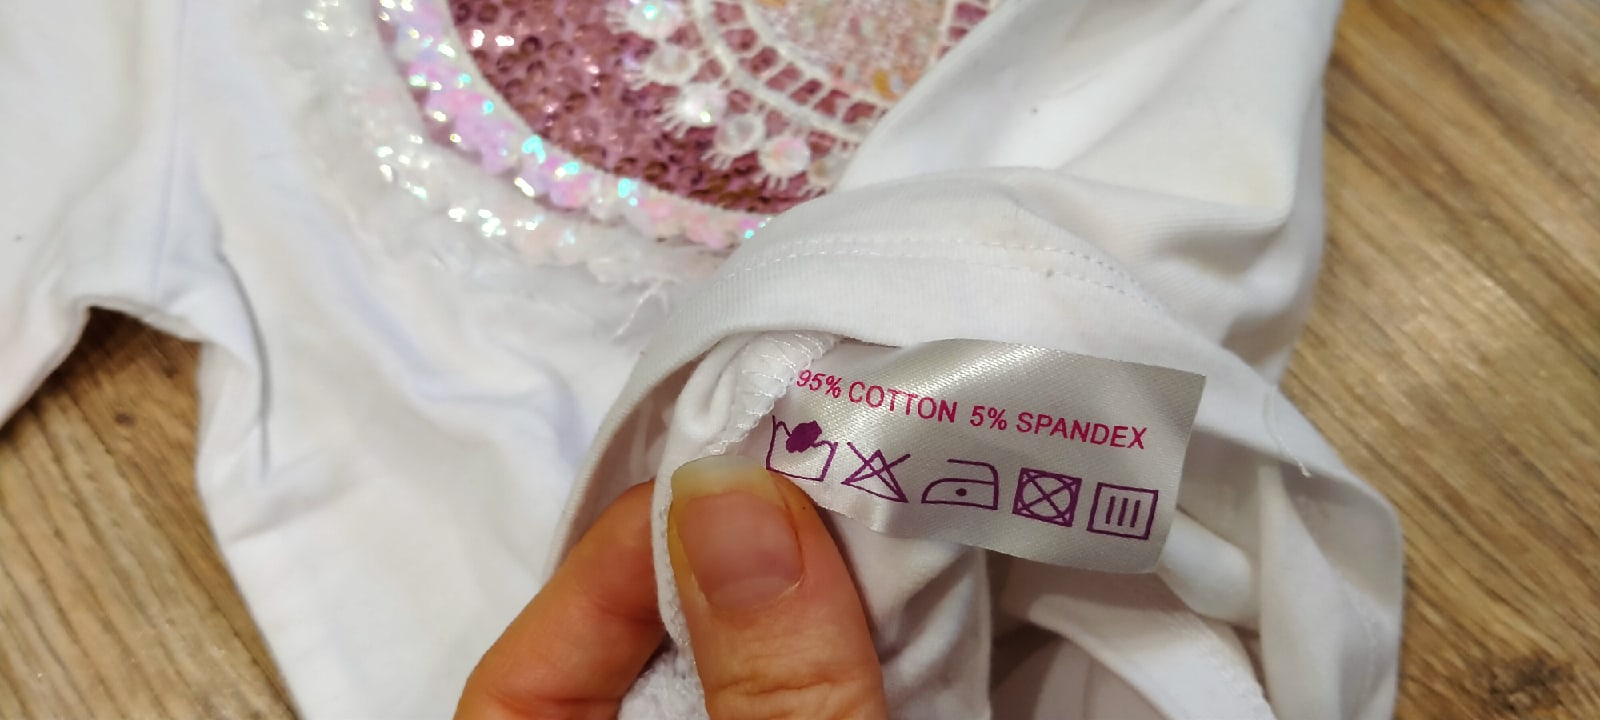 95% COTTON 5% SPANDEX